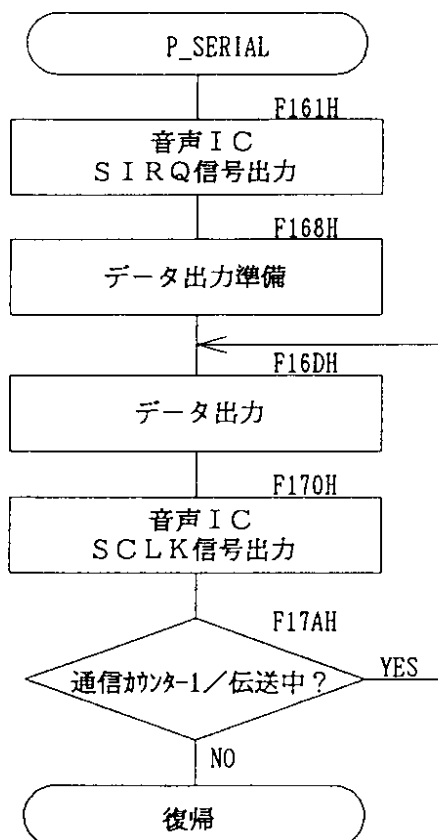 P_SERIAL
F161H
音声ＩＣ
ＳＩＲＱ信号出力
F168H
データ出力準備
F16DH
データ出力
F170H
音声ＩＣ
ＳＣＬＫ信号出力
F17AH
通信ｶｳﾝﾀｰ1／伝送中？
YES
NO
復帰